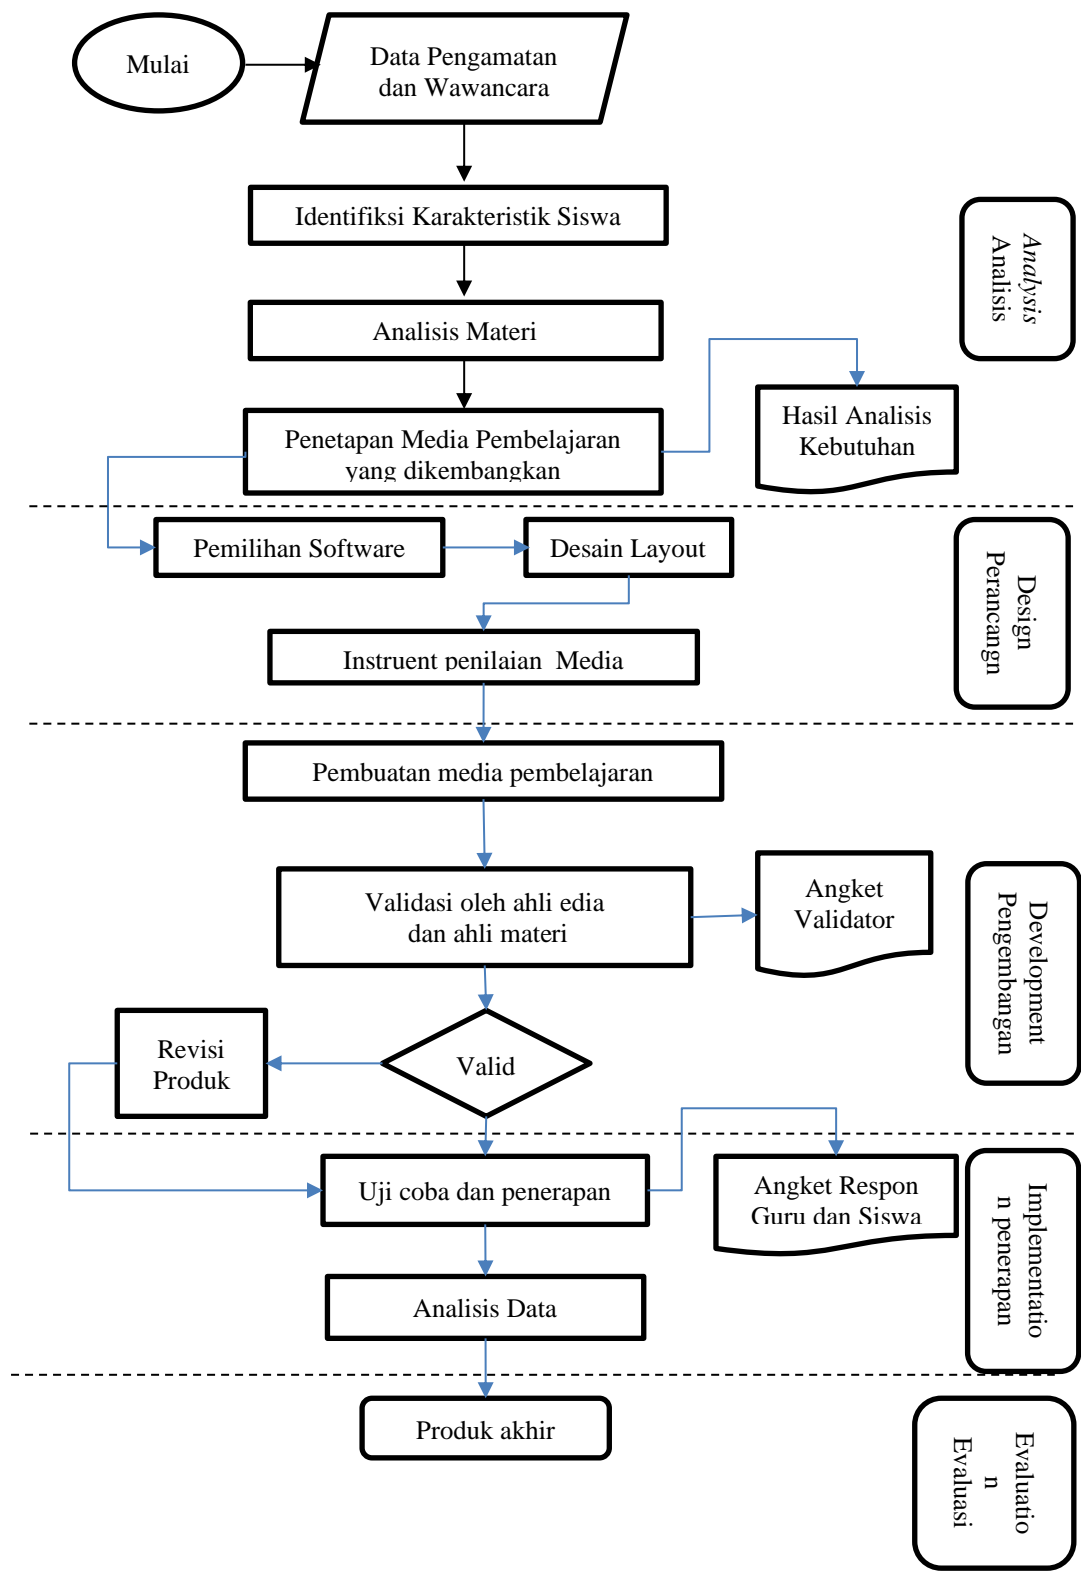 Mulai
Data Pengamatan
dan Wawancara
Identifiksi Karakteristik Siswa
Analysis
Analisis
Analisis Materi
Penetapan Media Pembelajaran
yang dikembangkan
Hasil Analisis
Kebutuhan
Pemilihan Software
Desain Layout
Design
Perancangn
Instruent penilaian  Media
Pembuatan media pembelajaran
Validasi oleh ahli edia
dan ahli materi
Angket
Validator
Development
Pengembangan
Revisi
Produk
Valid
Uji coba dan penerapan
Angket Respon
Guru dan Siswa
Implementatio
n penerapan
Analisis Data
Produk akhir
Evaluatio
n
Evaluasi